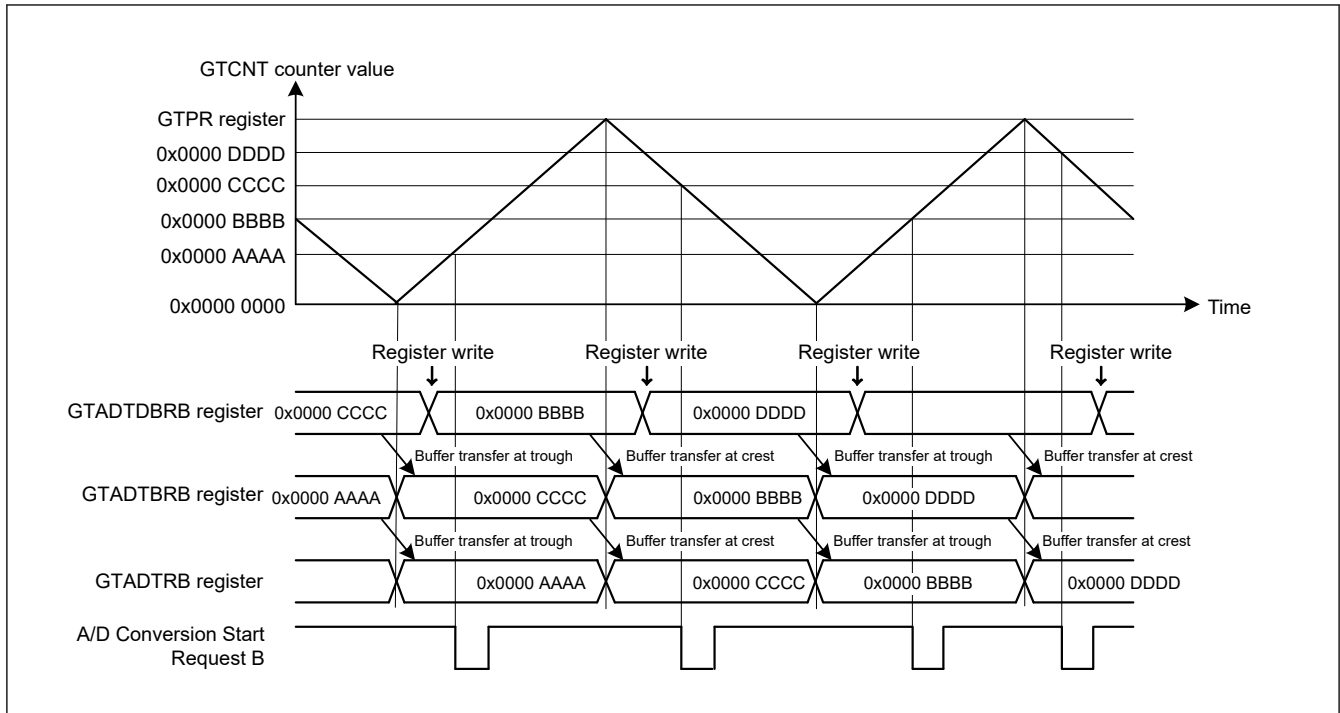 GTCNT counter value
GTPR register
0x0000 DDDD
0x0000 CCCC
0x0000 BBBB
0x0000 AAAA
0x0000 0000
Time
Register write Register write Register write Register write
GTADTDBRB register 0x0000 CCCC 0x0000 BBBB 0x0000 DDDD
Buffer transfer at trough Buffer transfer at crest Buffer transfer at trough Buffer transfer at crest
GTADTBRB register 0x0000 AAAA 0x0000 CCCC 0x0000 BBBB 0x0000 DDDD
Buffer transfer at trough Buffer transfer at crest Buffer transfer at trough Buffer transfer at crest
GTADTRB register 0x0000 AAAA 0x0000 CCCC 0x0000 BBBB 0x0000 DDDD
A/D Conversion Start
Request B